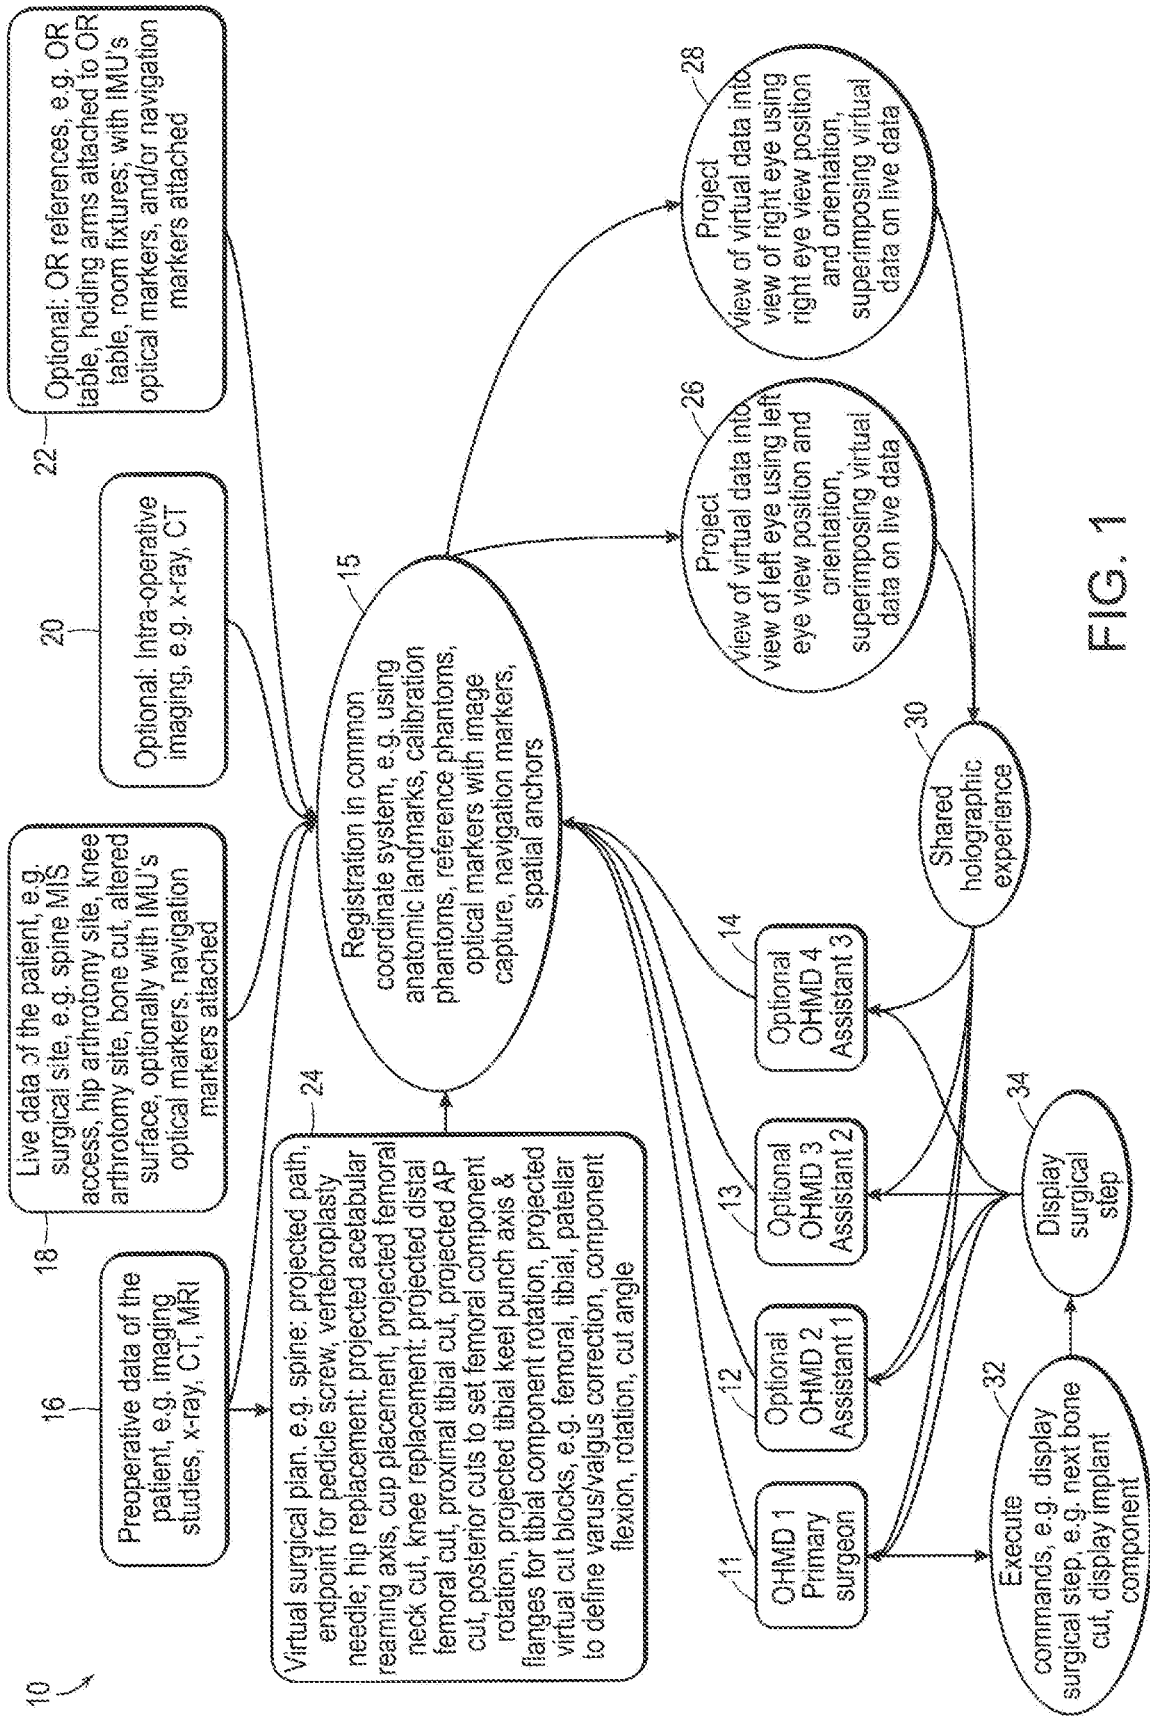 10
16
Preoperative data of the
patient, e.g. imaging
studies, x-ray, CT, MRI
18
Live data of the patient, e.g.
surgical site, e.g. spine MIS
access, hip arthrotomy site, knee
arthrotomy site, bone cut, altered
surface, optionally with IMU's
optical markers, navigation
markers attached
20
Optional: Intra-operative
imaging, e.g. x-ray, CT
22
Optional: OR references, e.g. OR
table, holding arms attached to OR
table, room fixtures; with IMU's
optical markers, and/or navigation
markers attached
24
Virtual surgical plan. e.g. spine: projected path,
endpoint for pedicle screw, vertebroplasty
needle; hip replacement: projected acetabular
reaming axis, cup placement, projected femoral
neck cut, knee replacement: projected distal
femoral cut, proximal tibial cut, projected AP
cut, posterior cuts to set femoral component
rotation, projected tibial keel punch axis &
flanges for tibial component rotation, projected
virtual cut blocks, e.g. femoral, tibial, patellar
to define varus/valgus correction, component
flexion, rotation, cut angle
15
Registration in common
coordinate system, e.g. using
anatomic landmarks, calibration
phantoms, reference phantoms,
optical markers with image
capture, navigation markers,
spatial anchors
11
OHMD 1
Primary
surgeon
12
Optional
OHMD 2
Assistant 1
13
Optional
OHMD 3
Assistant 2
14
Optional
OHMD 4
Assistant 3
26
Project
view of virtual data into
view of left eye using left
eye view position and
orientation,
superimposing virtual
data on live data
28
Project
view of virtual data into
view of right eye using
right eye view position
and orientation,
superimposing virtual
data on live data
30
Shared
holographic
experience
32
Execute
commands, e.g. display
surgical step, e.g. next bone
cut, display implant
component
34
Display
surgical
step
FIG. 1